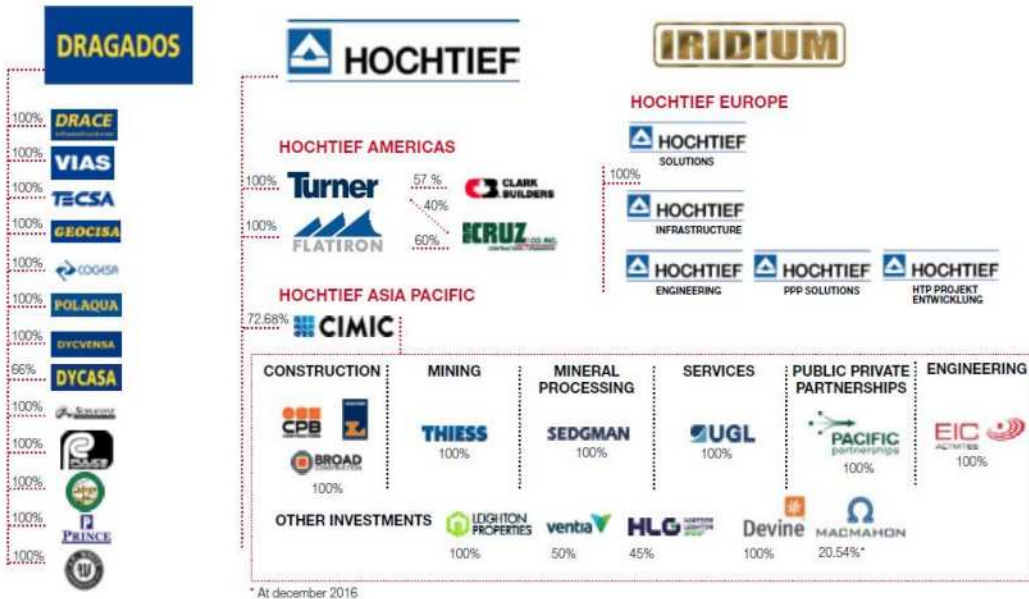 DRAGADOS
100%
DRACE
100%
VIAS
100%
TECSA
100%
GEOCISA
100%
COGESA
100%
POLAQUA
100%
DYCVENSA
66%
DYCASA
100%
100%
100%
100%
PRINCE
100%
HOCHTIEF
HOCHTIEF AMERICAS
100%
Turner
57 %
CLARK
BUILDERS
40%
100%
FLATIRON
60%
CRUZ
HOCHTIEF ASIA PACIFIC
72.68%
CIMIC
IRIDIUM
HOCHTIEF EUROPE
HOCHTIEF
SOLUTIONS
100%
HOCHTIEF
INFRASTRUCTURE
HOCHTIEF
ENGINEERING
HOCHTIEF
PPP SOLUTIONS
HOCHTIEF
HTP PROJEKT
ENTWICKLUNG
CONSTRUCTION
CPB
BROAD
100%
MINING
THIESS
100%
MINERAL
PROCESSING
SEDGMAN
100%
SERVICES
UGL
100%
PUBLIC PRIVATE
PARTNERSHIPS
PACIFIC
partnerships
100%
ENGINEERING
EIC
ACTIVITIES
100%
OTHER INVESTMENTS
LEIGHTON
PROPERTIES
100%
ventia
50%
HLG
45%
Devine
100%
MACMAHON
20.54%*
* At december 2016